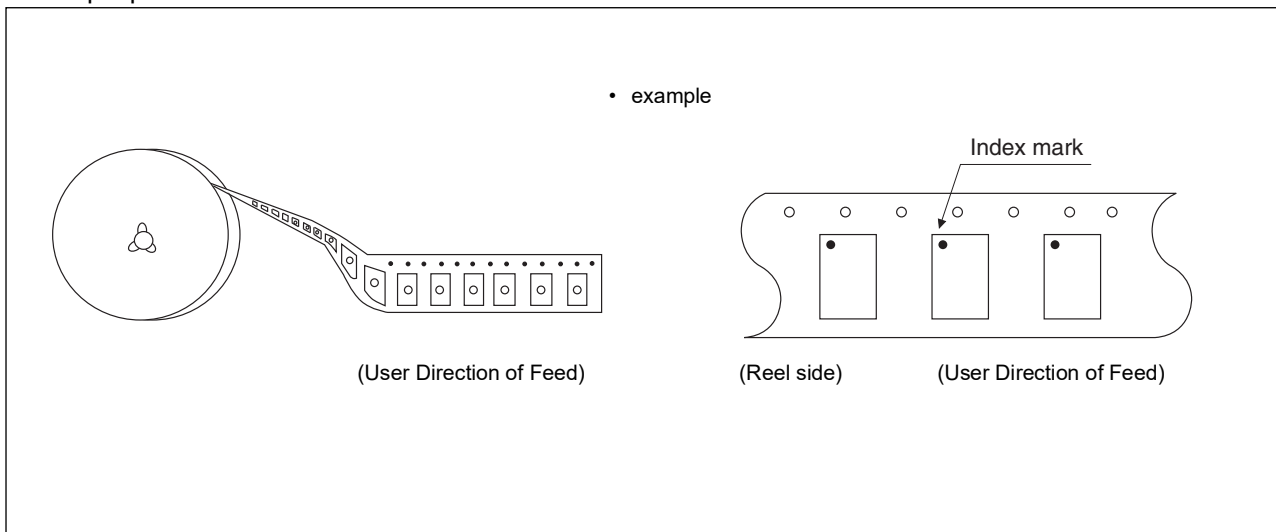 • example
Index mark
(User Direction of Feed)
(Reel side)
(User Direction of Feed)